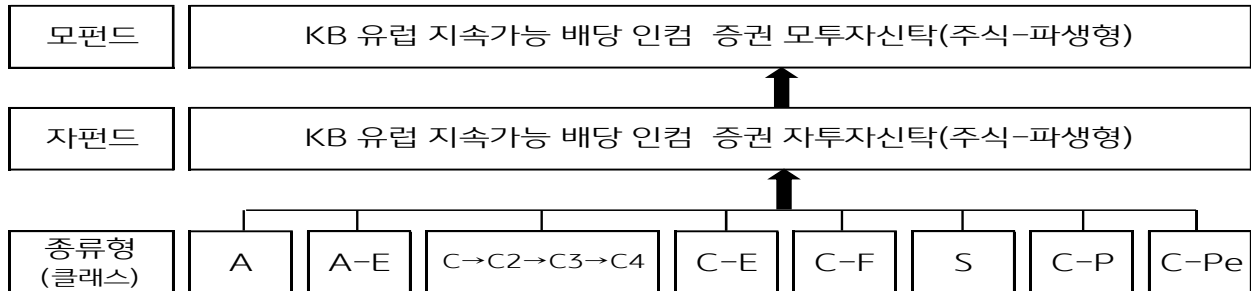 모펀드
KB 유럽 지속가능 배당 인컴 증권 모투자신탁(주식-파생형)
자펀드
KB 유럽 지속가능 배당 인컴 증권 자투자신탁(주식-파생형)
종류형
(클래스)
A
A-E
C→C2→C3→C4
C-E
C-F
S
C-P
C-Pe